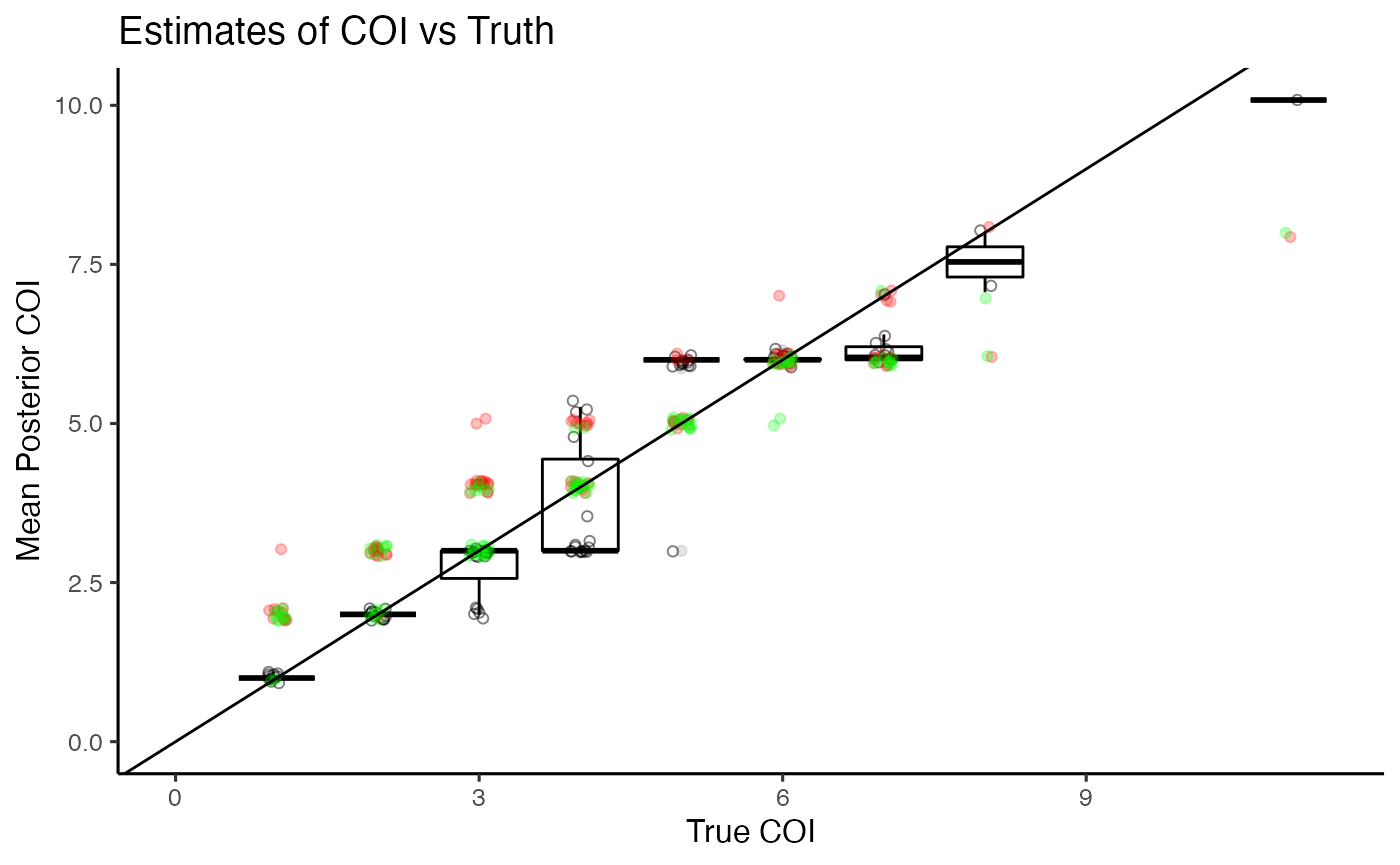 Estimates of COI vs Truth
Mean Posterior COI
10.0
7.5
5.0
2.5
0.0
0 3 6 9
True COI